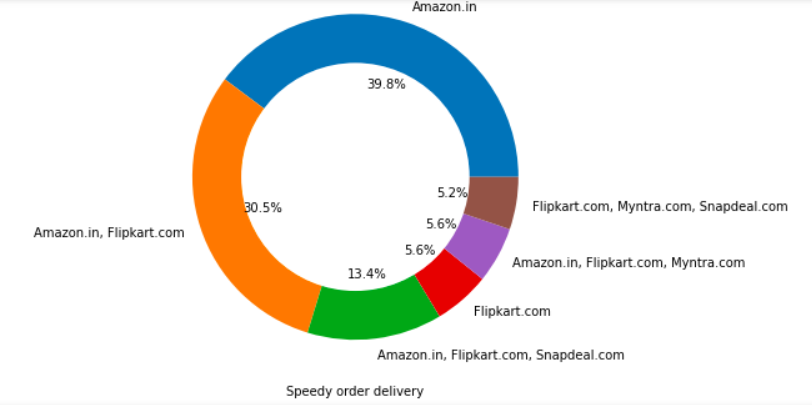 Amazon.in
39.8%
30.5%
Amazon.in, Flipkart.com
13.4%
Amazon.in, Flipkart.com, Snapdeal.com
5.6%
Flipkart.com
5.6%
Amazon.in, Flipkart.com, Myntra.com
5.2%
Flipkart.com, Myntra.com, Snapdeal.com
Speedy order delivery